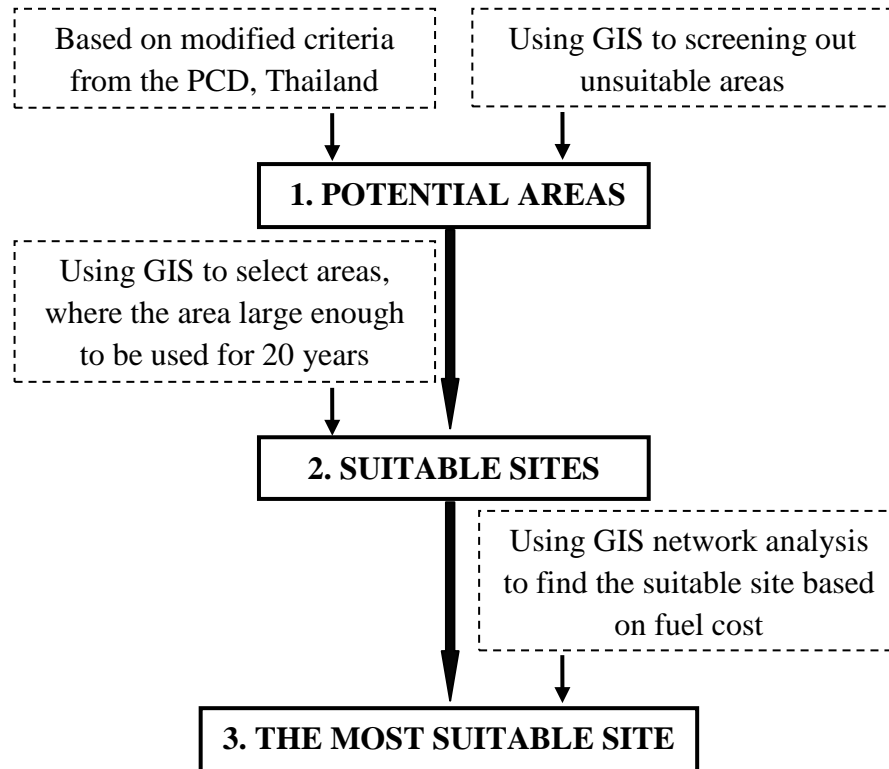 Based on modified criteria
from the PCD, Thailand
Using GIS to screening out
unsuitable areas
1. POTENTIAL AREAS
Using GIS to select areas,
where the area large enough
to be used for 20 years
2. SUITABLE SITES
Using GIS network analysis
to find the suitable site based
on fuel cost
3. THE MOST SUITABLE SITE